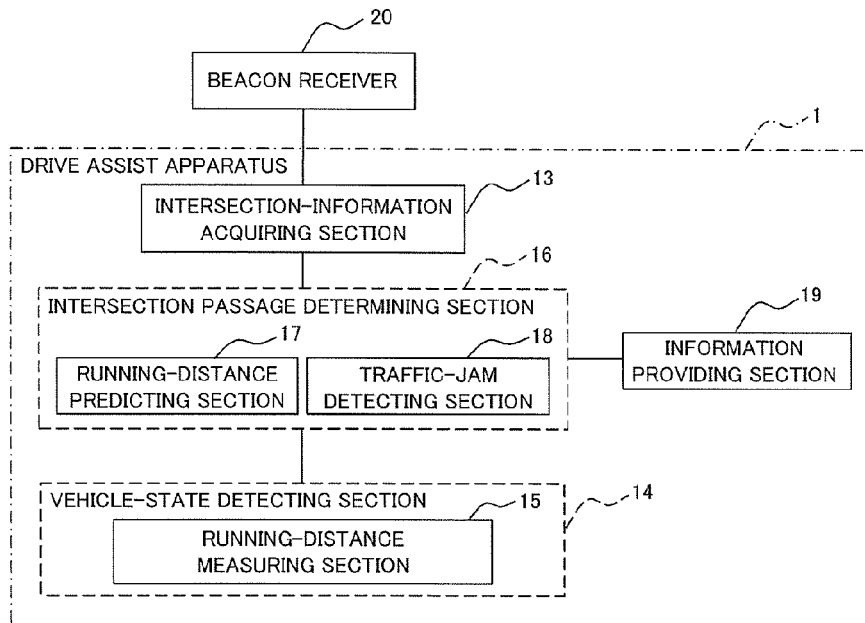 20
BEACON RECEIVER
1
DRIVE ASSIST APPARATUS
13
INTERSECTION-INFORMATION
ACQUIRING SECTION
16
INTERSECTION PASSAGE DETERMINING SECTION
17
RUNNING-DISTANCE
PREDICTING SECTION
18
TRAFFIC-JAM
DETECTING SECTION
19
INFORMATION
PROVIDING SECTION
VEHICLE-STATE DETECTING SECTION
15
14
RUNNING-DISTANCE
MEASURING SECTION